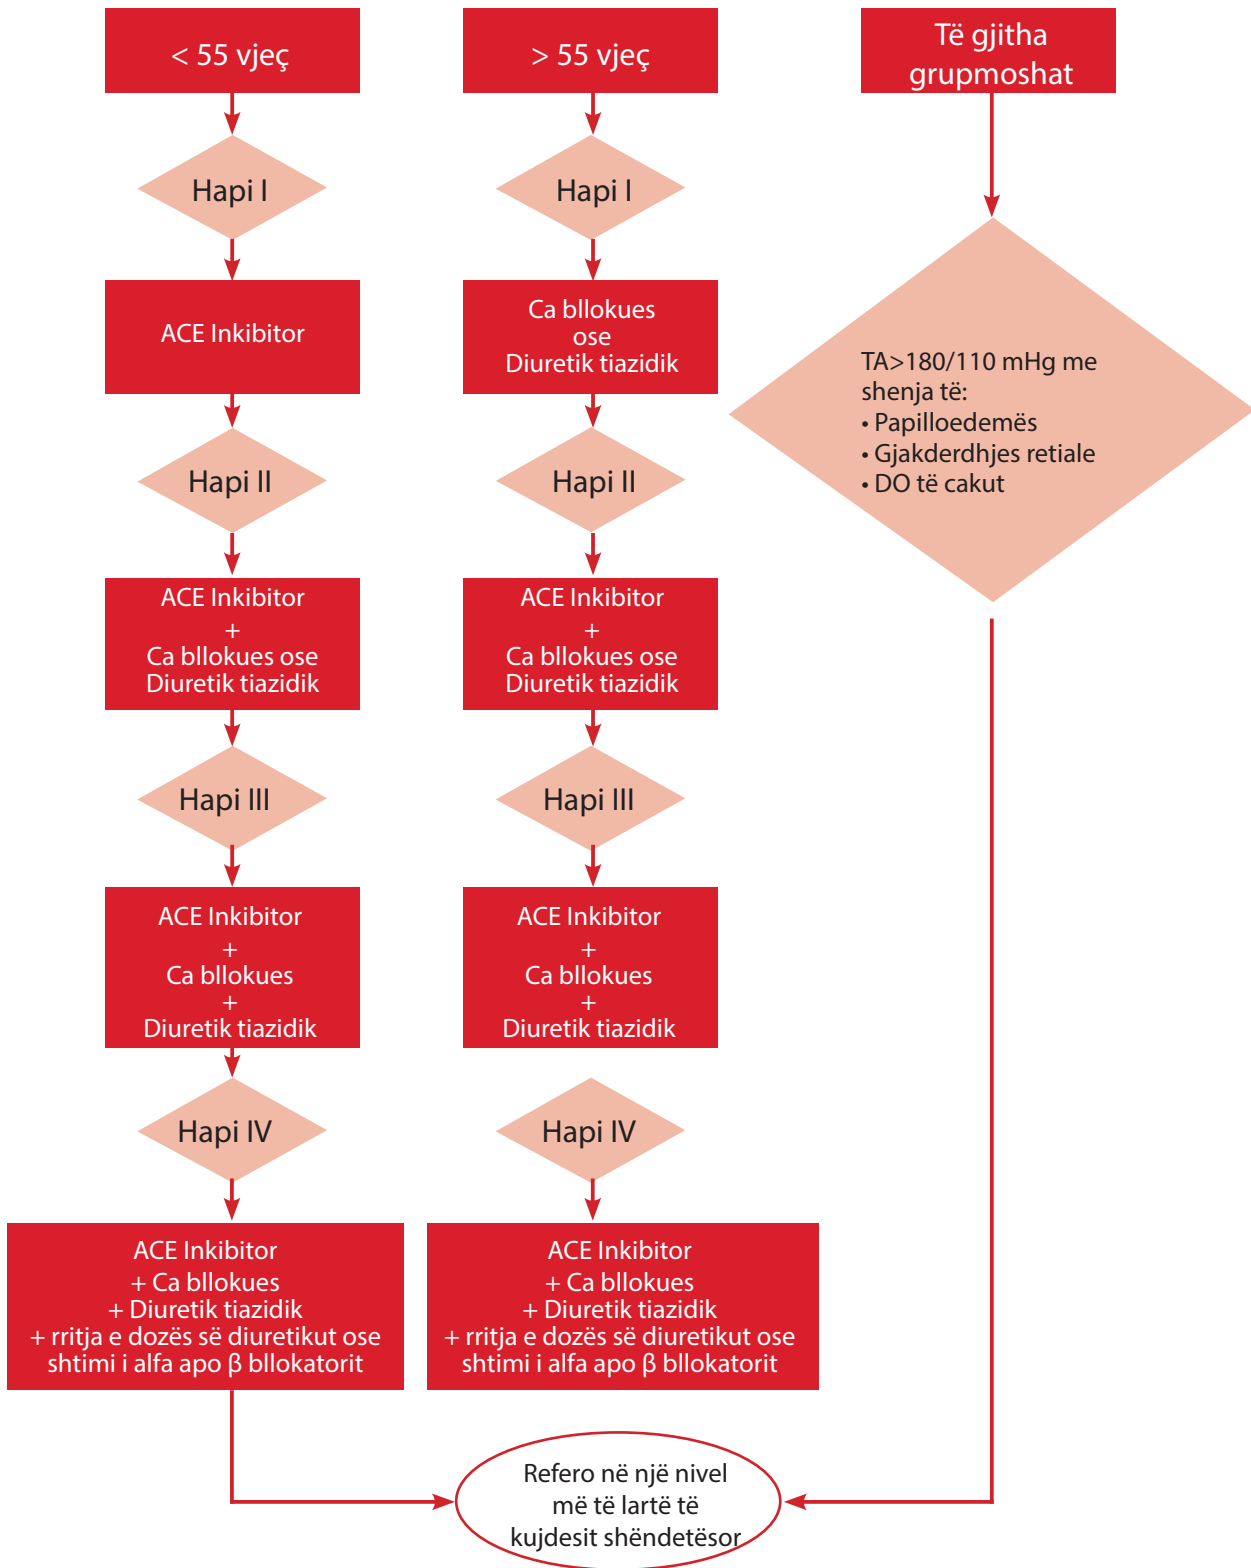 < 55 vjeç
Hapi I
ACE Inkibitor
Hapi II
ACE Inkibitor
+
Ca bllokues ose
Diuretik tiazidik
Hapi III
ACE Inkibitor
+
Ca bllokues
+
Diuretik tiazidik
Hapi IV
ACE Inkibitor
+ Ca bllokues
+ Diuretik tiazidik
+ rritja e dozës së diuretikut ose
shtimi i alfa apo β bllokatorit
> 55 vjeç
Hapi I
Ca bllokues
ose
Diuretik tiazidik
Hapi II
ACE Inkibitor
+
Ca bllokues ose
Diuretik tiazidik
Hapi III
ACE Inkibitor
+
Ca bllokues
+
Diuretik tiazidik
Hapi IV
ACE Inkibitor
+ Ca bllokues
+ Diuretik tiazidik
+ rritja e dozës së diuretikut ose
shtimi i alfa apo β bllokatorit
Të gjitha
grupmoshat
TA>180/110 mHg me
shenja të:
• Papilloedemës
• Gjakderdhjes retiale
• DO të cakut
Refero në një nivel
më të lartë të
kujdesit shëndetësor